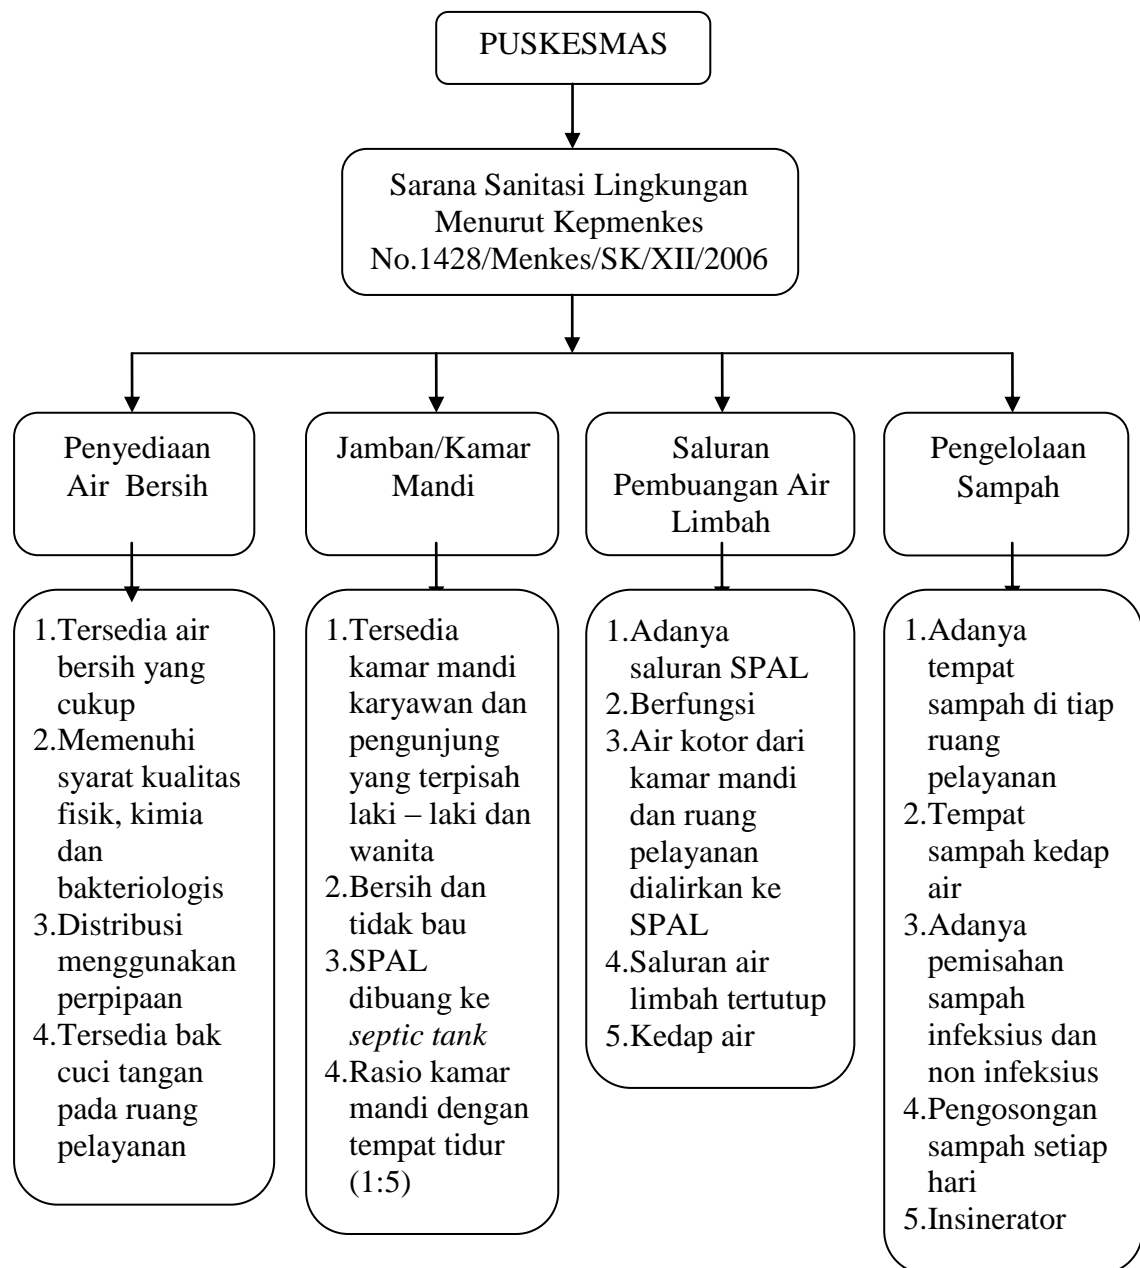 PUSKESMAS
Sarana Sanitasi Lingkungan
Menurut Kepmenkes
No.1428/Menkes/SK/XII/2006
Penyediaan
Air Bersih
Jamban/Kamar
Mandi
Saluran
Pembuangan Air
Limbah
Pengelolaan
Sampah
1.Tersedia air
bersih yang
cukup
2.Memenuhi
syarat kualitas
fisik, kimia
dan
bakteriologis
3.Distribusi
menggunakan
perpipaan
4.Tersedia bak
cuci tangan
pada ruang
pelayanan
1.Tersedia
kamar mandi
karyawan dan
pengunjung
yang terpisah
laki – laki dan
wanita
2.Bersih dan
tidak bau
3.SPAL
dibuang ke
septic tank
4.Rasio kamar
mandi dengan
tempat tidur
(1:5)
1.Adanya
saluran SPAL
2.Berfungsi
3.Air kotor dari
kamar mandi
dan ruang
pelayanan
dialirkan ke
SPAL
4.Saluran air
limbah tertutup
5.Kedap air
1.Adanya
tempat
sampah di tiap
ruang
pelayanan
2.Tempat
sampah kedap
air
3.Adanya
pemisahan
sampah
infeksius dan
non infeksius
4.Pengosongan
sampah setiap
hari
5.Insinerator